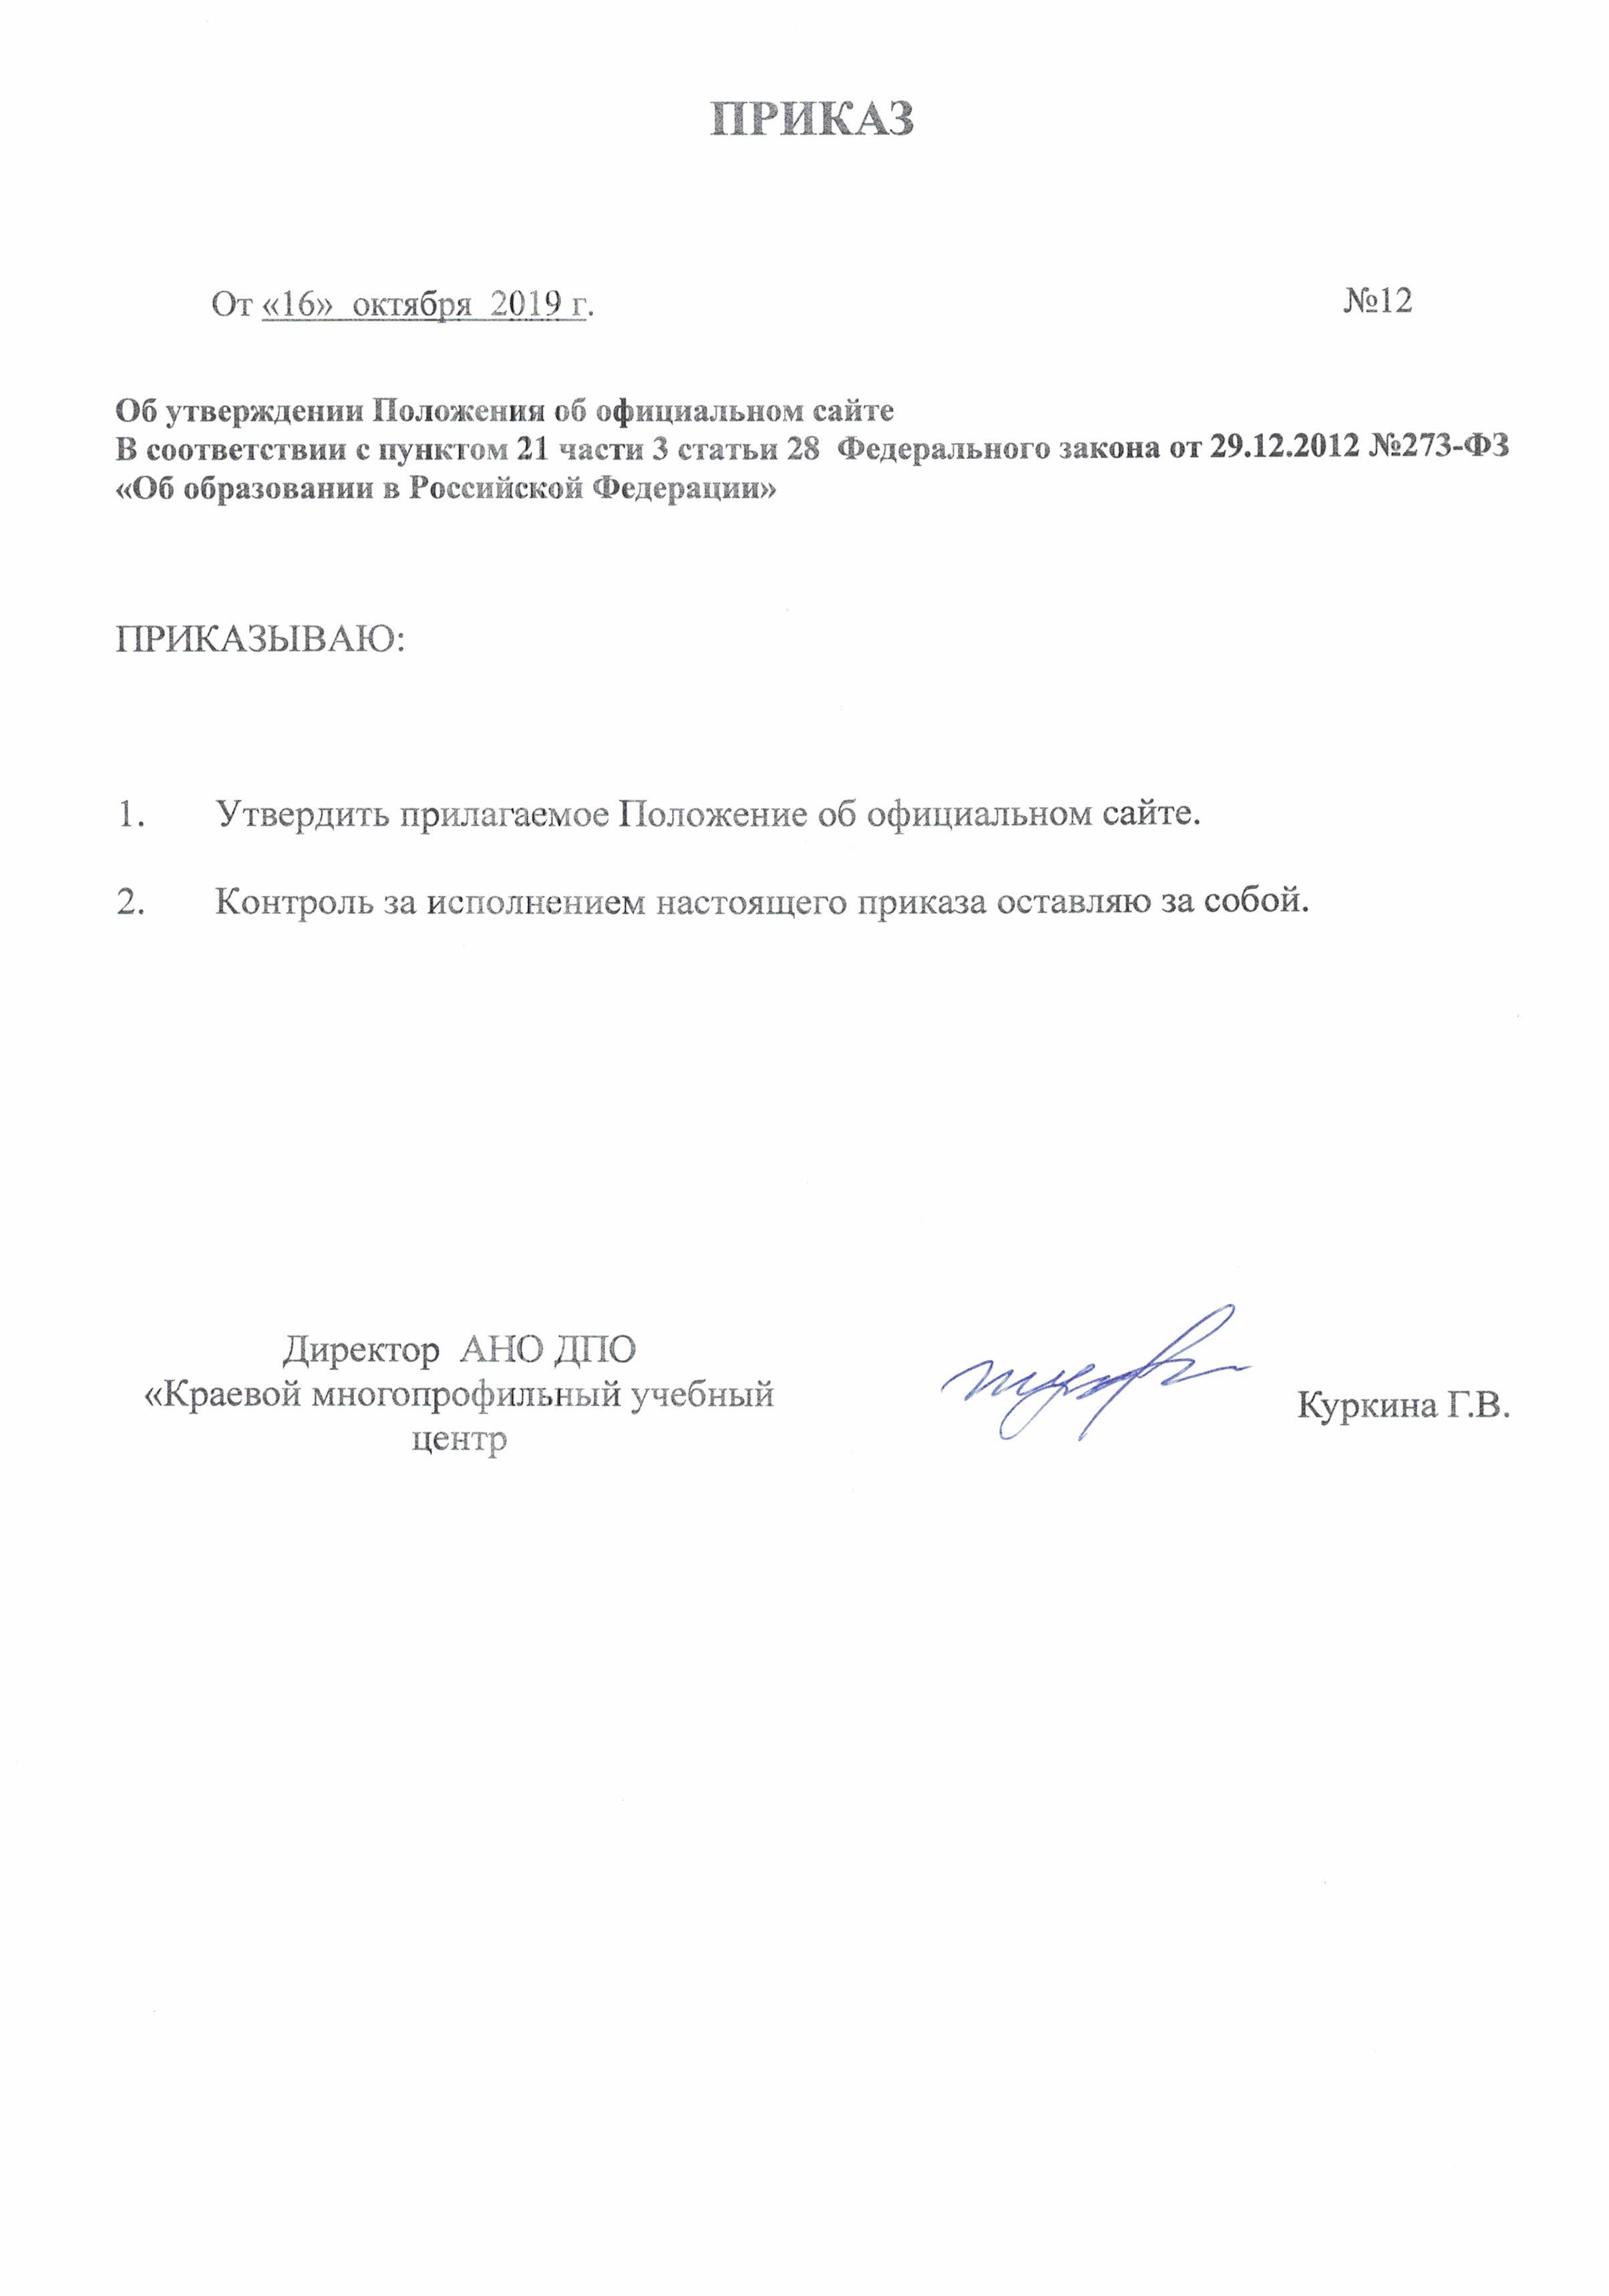 ПРИКАЗ
От «16» октября 2019 г. №12
Об утверждении Положения об официальном сайте
В соответствии с пунктом 21 части 3 статьи 28 Федерального закона от 29.12.2012 №273-ФЗ
«Об образовании в Российской Федерации»
ПРИКАЗЫВАЮ:
1. Утвердить прилагаемое Положение об официальном сайте.
2. Контроль за исполнением настоящего приказа оставляю за собой.
Директор АНО ДПО
«Краевой многопрофильный учебный
центр
Куркина Г.В.